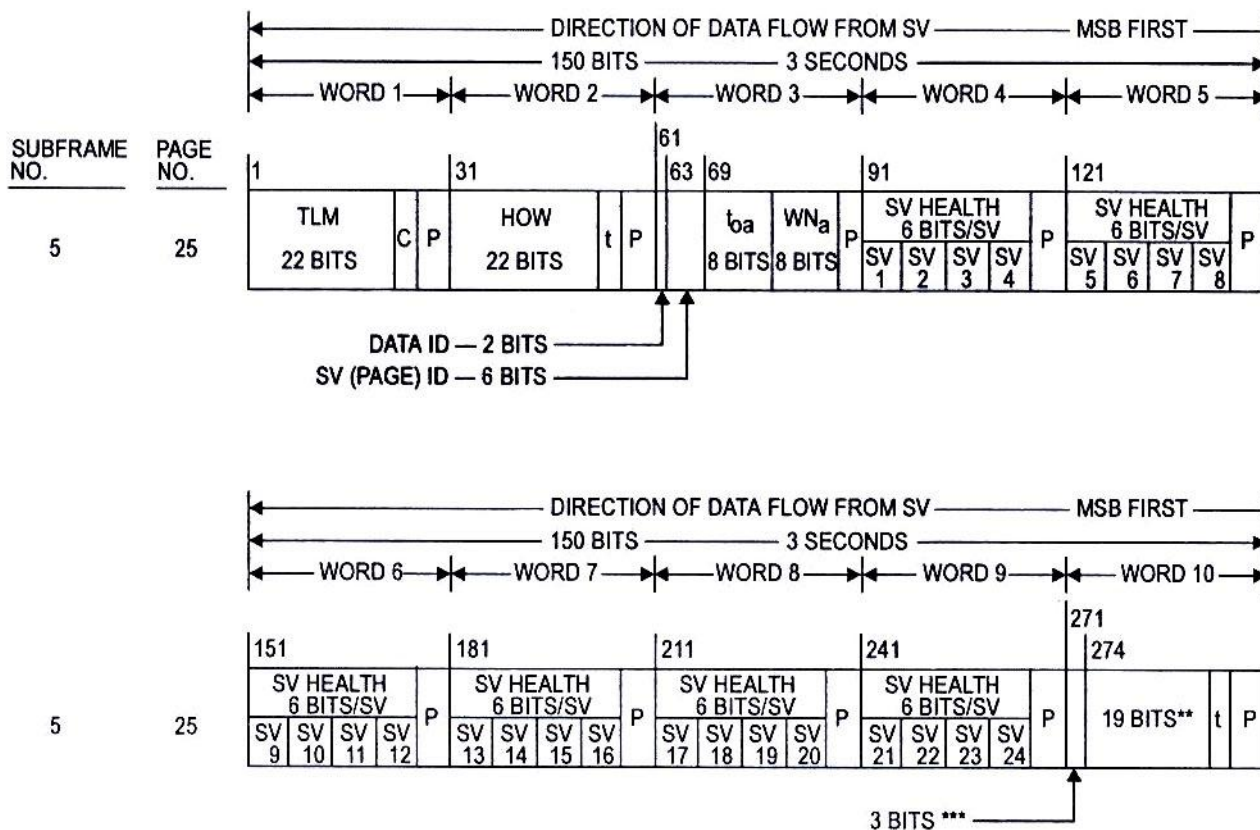 DIRECTION OF DATA FLOW FROM SV MSB FIRST
150 BITS 3 SECONDS
WORD 1 WORD 2 WORD 3 WORD 4 WORD 5
SUBFRAME NO. PAGE NO.
1 31 61 63 69 91 121
5 25
TLM 22 BITS C P
HOW 22 BITS t P
toa 8 BITS WNa 8 BITS P
SV HEALTH 6 BITS/SV P
SV 1 SV 2 SV 3 SV 4
SV HEALTH 6 BITS/SV P
SV 5 SV 6 SV 7 SV 8
DATA ID — 2 BITS
SV (PAGE) ID — 6 BITS
DIRECTION OF DATA FLOW FROM SV MSB FIRST
150 BITS 3 SECONDS
WORD 6 WORD 7 WORD 8 WORD 9 WORD 10
151 181 211 241 271 274
5 25
SV HEALTH 6 BITS/SV P
SV 9 SV 10 SV 11 SV 12
SV HEALTH 6 BITS/SV P
SV 13 SV 14 SV 15 SV 16
SV HEALTH 6 BITS/SV P
SV 17 SV 18 SV 19 SV 20
SV HEALTH 6 BITS/SV P
SV 21 SV 22 SV 23 SV 24
19 BITS** t P
3 BITS ***